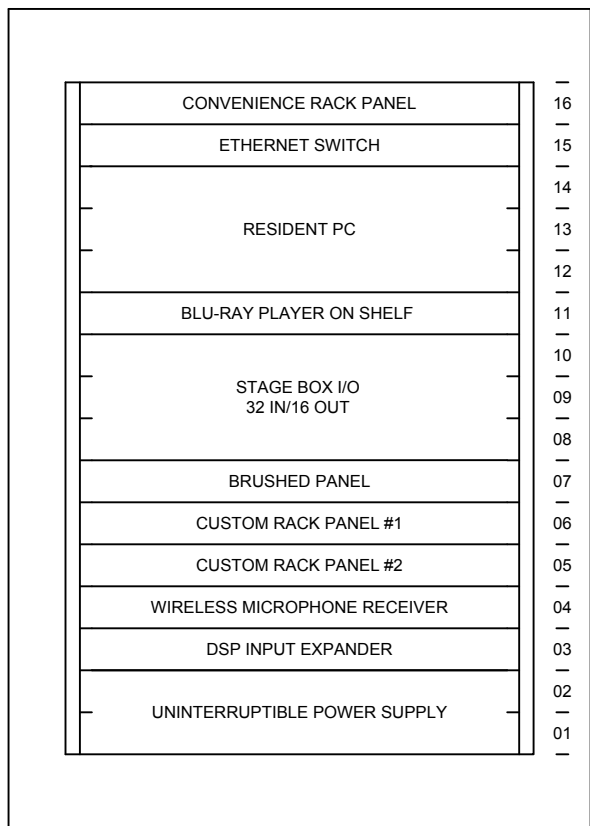 CONVENIENCE RACK PANEL 16
ETHERNET SWITCH 15
14
RESIDENT PC 13
12
BLU-RAY PLAYER ON SHELF 11
10
STAGE BOX I/O
32 IN/16 OUT
09
08
BRUSHED PANEL 07
CUSTOM RACK PANEL #1 06
CUSTOM RACK PANEL #2 05
WIRELESS MICROPHONE RECEIVER 04
DSP INPUT EXPANDER 03
02
UNINTERRUPTIBLE POWER SUPPLY
01